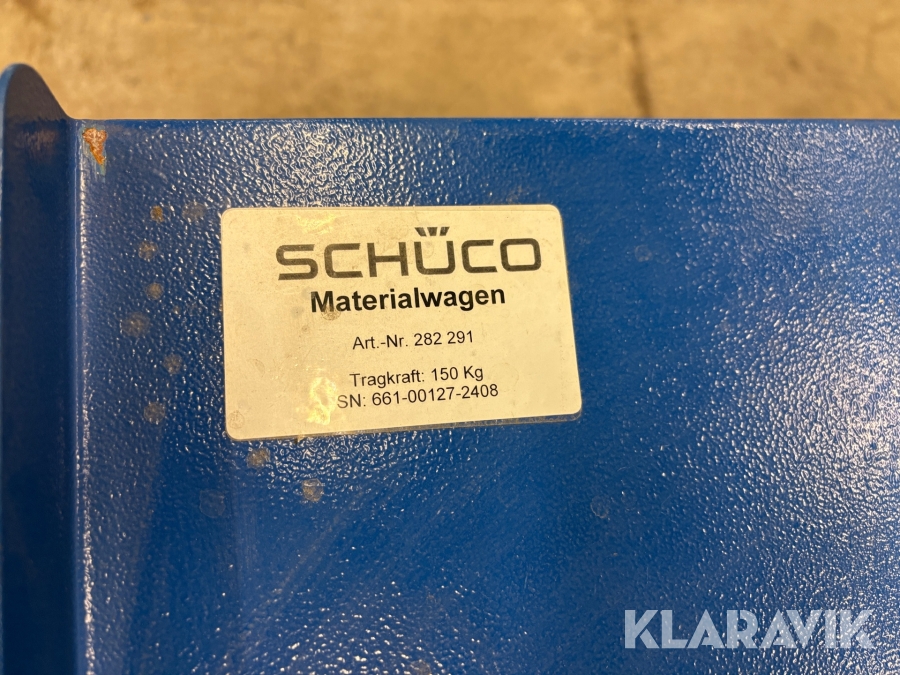 SCHÜCO
Materialwagen
Art.-Nr. 282 291
Tragkraft: 150 Kg
SN: 661-00127-2408
KLARAVIK